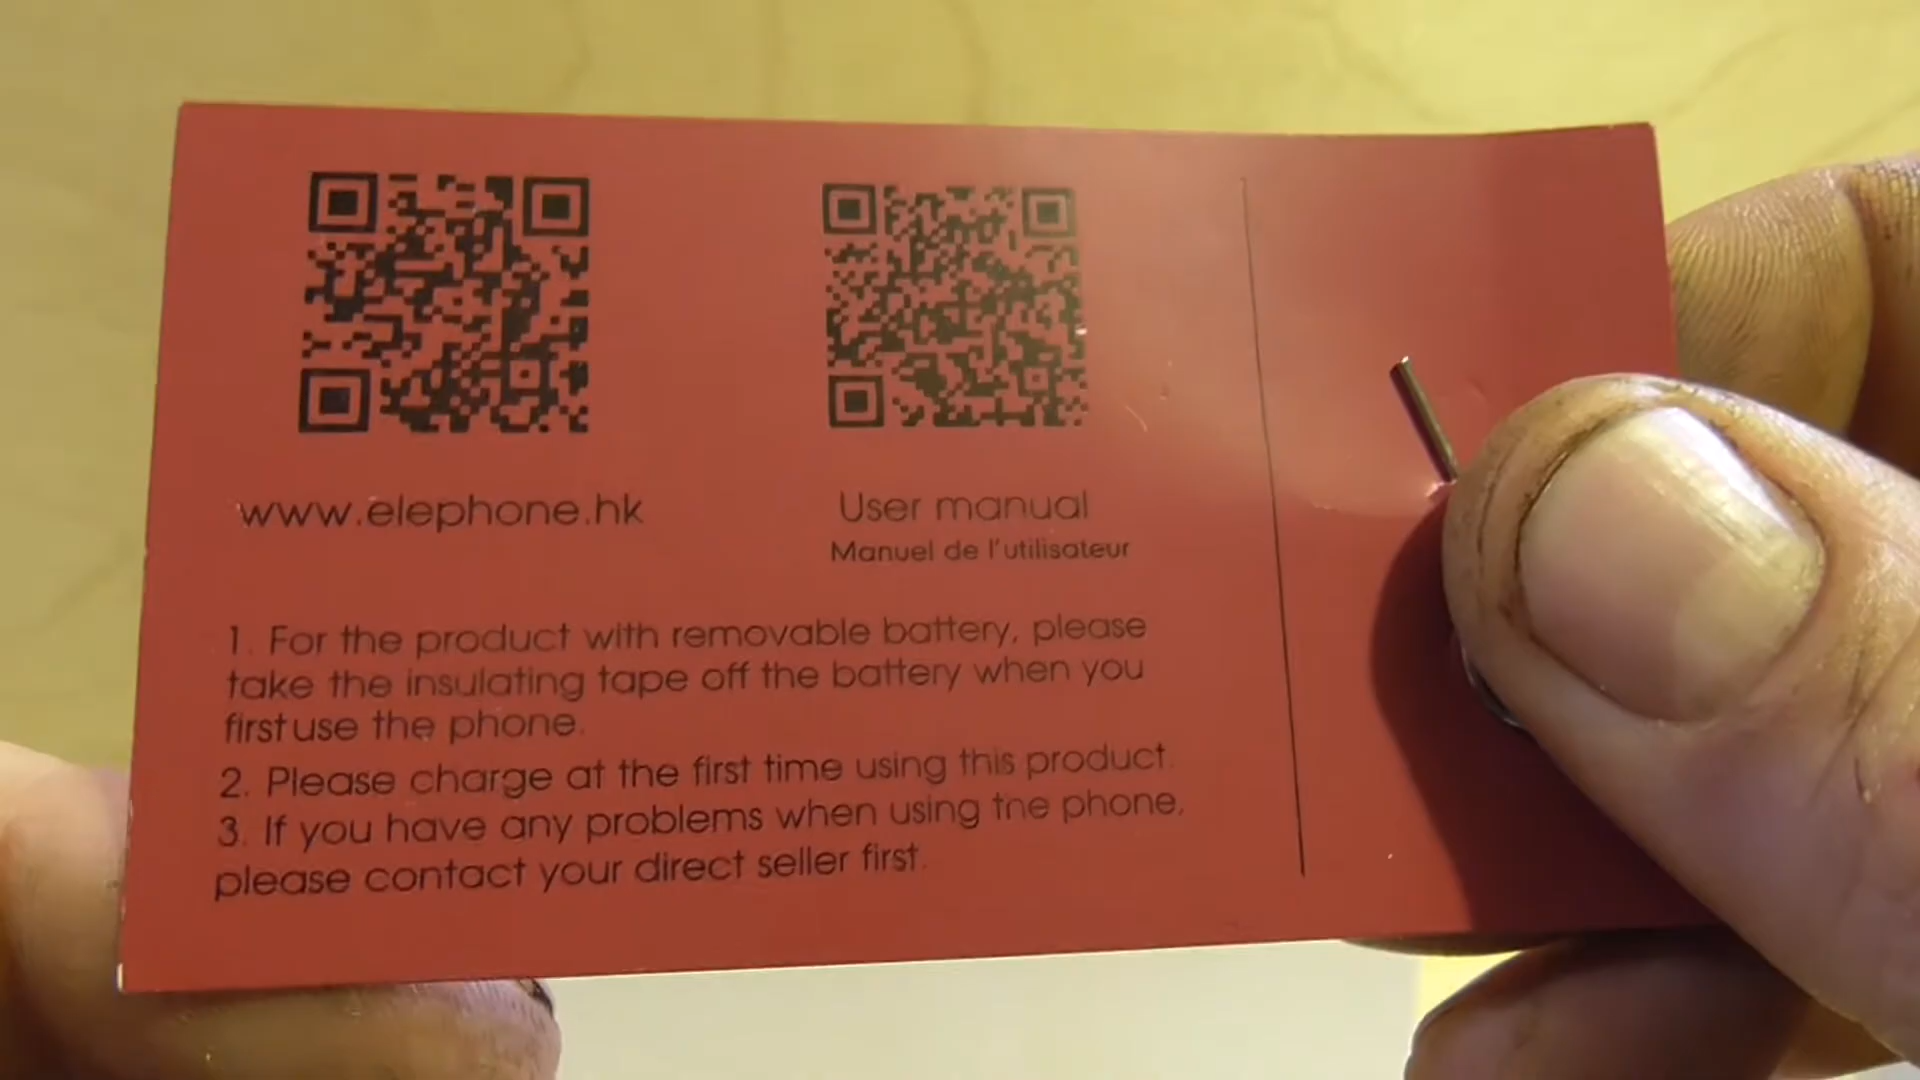 www.elephone.hk
User manual
Manuel de l'utilisateur
1. For the product with removable battery, please
take the insulating tape off the battery when you
first use the phone.
2. Please charge at the first time using this product.
3. If you have any problems when using the phone,
please contact your direct seller first.